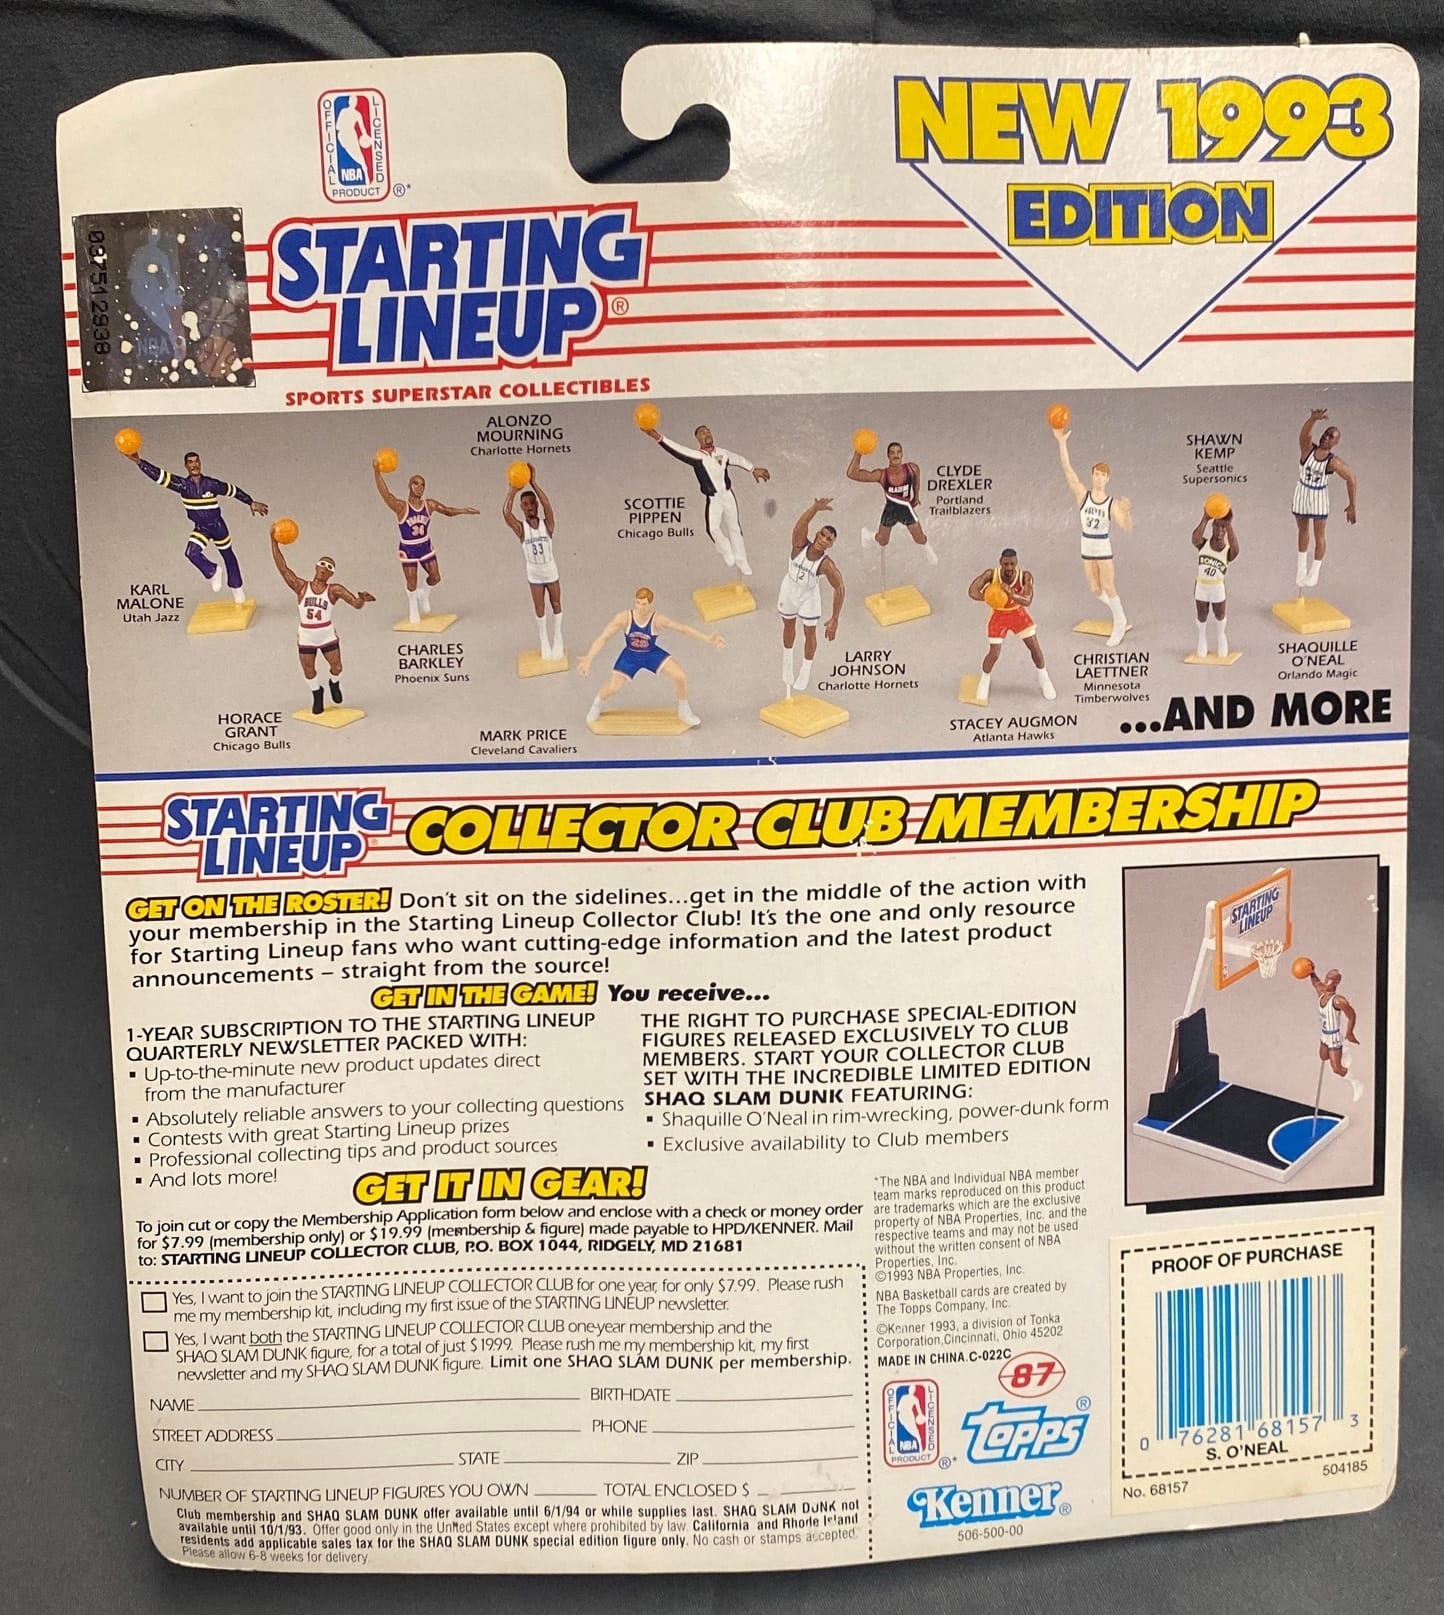 NEW 1993
EDITION
OFFICIAL LICENSED
NBA
PRODUCT ®*
03751 2938
NBA
STARTING
LINEUP®
SPORTS SUPERSTAR COLLECTIBLES
KARL
MALONE
Utah Jazz
HORACE
GRANT
Chicago Bulls
BULLS
54
CHARLES
BARKLEY
Phoenix Suns
34
ALONZO
MOURNING
Charlotte Hornets
33
MARK PRICE
Cleveland Cavaliers
25
SCOTTIE
PIPPEN
Chicago Bulls
LARRY
JOHNSON
Charlotte Hornets
2
CLYDE
DREXLER
Portland
Trailblazers
STACEY AUGMON
Atlanta Hawks
CHRISTIAN
LAETTNER
Minnesota
Timberwolves
32
SHAWN
KEMP
Seattle
Supersonics
SONICS
40
SHAQUILLE
O'NEAL
Orlando Magic
32
...AND MORE
STARTING
LINEUP
COLLECTOR CLUB MEMBERSHIP
GET ON THE ROSTER! Don't sit on the sidelines...get in the middle of the action with
your membership in the Starting Lineup Collector Club! It's the one and only resource
for Starting Lineup fans who want cutting-edge information and the latest product
announcements – straight from the source!
GET IN THE GAME! You receive...
1-YEAR SUBSCRIPTION TO THE STARTING LINEUP
QUARTERLY NEWSLETTER PACKED WITH:
▪ Up-to-the-minute new product updates direct
from the manufacturer
▪ Absolutely reliable answers to your collecting questions
▪ Contests with great Starting Lineup prizes
▪ Professional collecting tips and product sources
▪ And lots more!
THE RIGHT TO PURCHASE SPECIAL-EDITION
FIGURES RELEASED EXCLUSIVELY TO CLUB
MEMBERS. START YOUR COLLECTOR CLUB
SET WITH THE INCREDIBLE LIMITED EDITION
SHAQ SLAM DUNK FEATURING:
▪ Shaquille O'Neal in rim-wrecking, power-dunk form
▪ Exclusive availability to Club members
STARTING
LINEUP
GET IT IN GEAR!
To join cut or copy the Membership Application form below and enclose with a check or money order
for $7.99 (membership only) or $19.99 (membership & figure) made payable to HPD/KENNER. Mail
to: STARTING LINEUP COLLECTOR CLUB, P.O. BOX 1044, RIDGELY, MD 21681
Yes, I want to join the STARTING LINEUP COLLECTOR CLUB for one year, for only $7.99. Please rush
me my membership kit, including my first issue of the STARTING LINEUP newsletter.
Yes, I want both the STARTING LINEUP COLLECTOR CLUB one-year membership and the
SHAQ SLAM DUNK figure, for a total of just $19.99. Please rush me my membership kit, my first
newsletter and my SHAQ SLAM DUNK figure. Limit one SHAQ SLAM DUNK per membership.
NAME BIRTHDATE
STREET ADDRESS PHONE
CITY STATE ZIP
NUMBER OF STARTING LINEUP FIGURES YOU OWN TOTAL ENCLOSED $
Club membership and SHAQ SLAM DUNK offer available until 6/1/94 or while supplies last. SHAQ SLAM DUNK not
available until 10/1/93. Offer good only in the United States except where prohibited by law. California and Rhode Island
residents add applicable sales tax for the SHAQ SLAM DUNK special edition figure only. No cash or stamps accepted.
Please allow 6-8 weeks for delivery.
*The NBA and Individual NBA member
team marks reproduced on this product
are trademarks which are the exclusive
property of NBA Properties, Inc. and the
respective teams and may not be used
without the written consent of NBA
Properties, Inc.
©1993 NBA Properties, Inc.
NBA Basketball cards are created by
The Topps Company, Inc.
©Kenner 1993, a division of Tonka
Corporation, Cincinnati, Ohio 45202
MADE IN CHINA.C-022C
87
OFFICIAL LICENSED
NBA
PRODUCT ®*
TOPPS®
Kenner®
506-500-00
PROOF OF PURCHASE
0 76281 68157 3
S. O'NEAL
No. 68157
504185